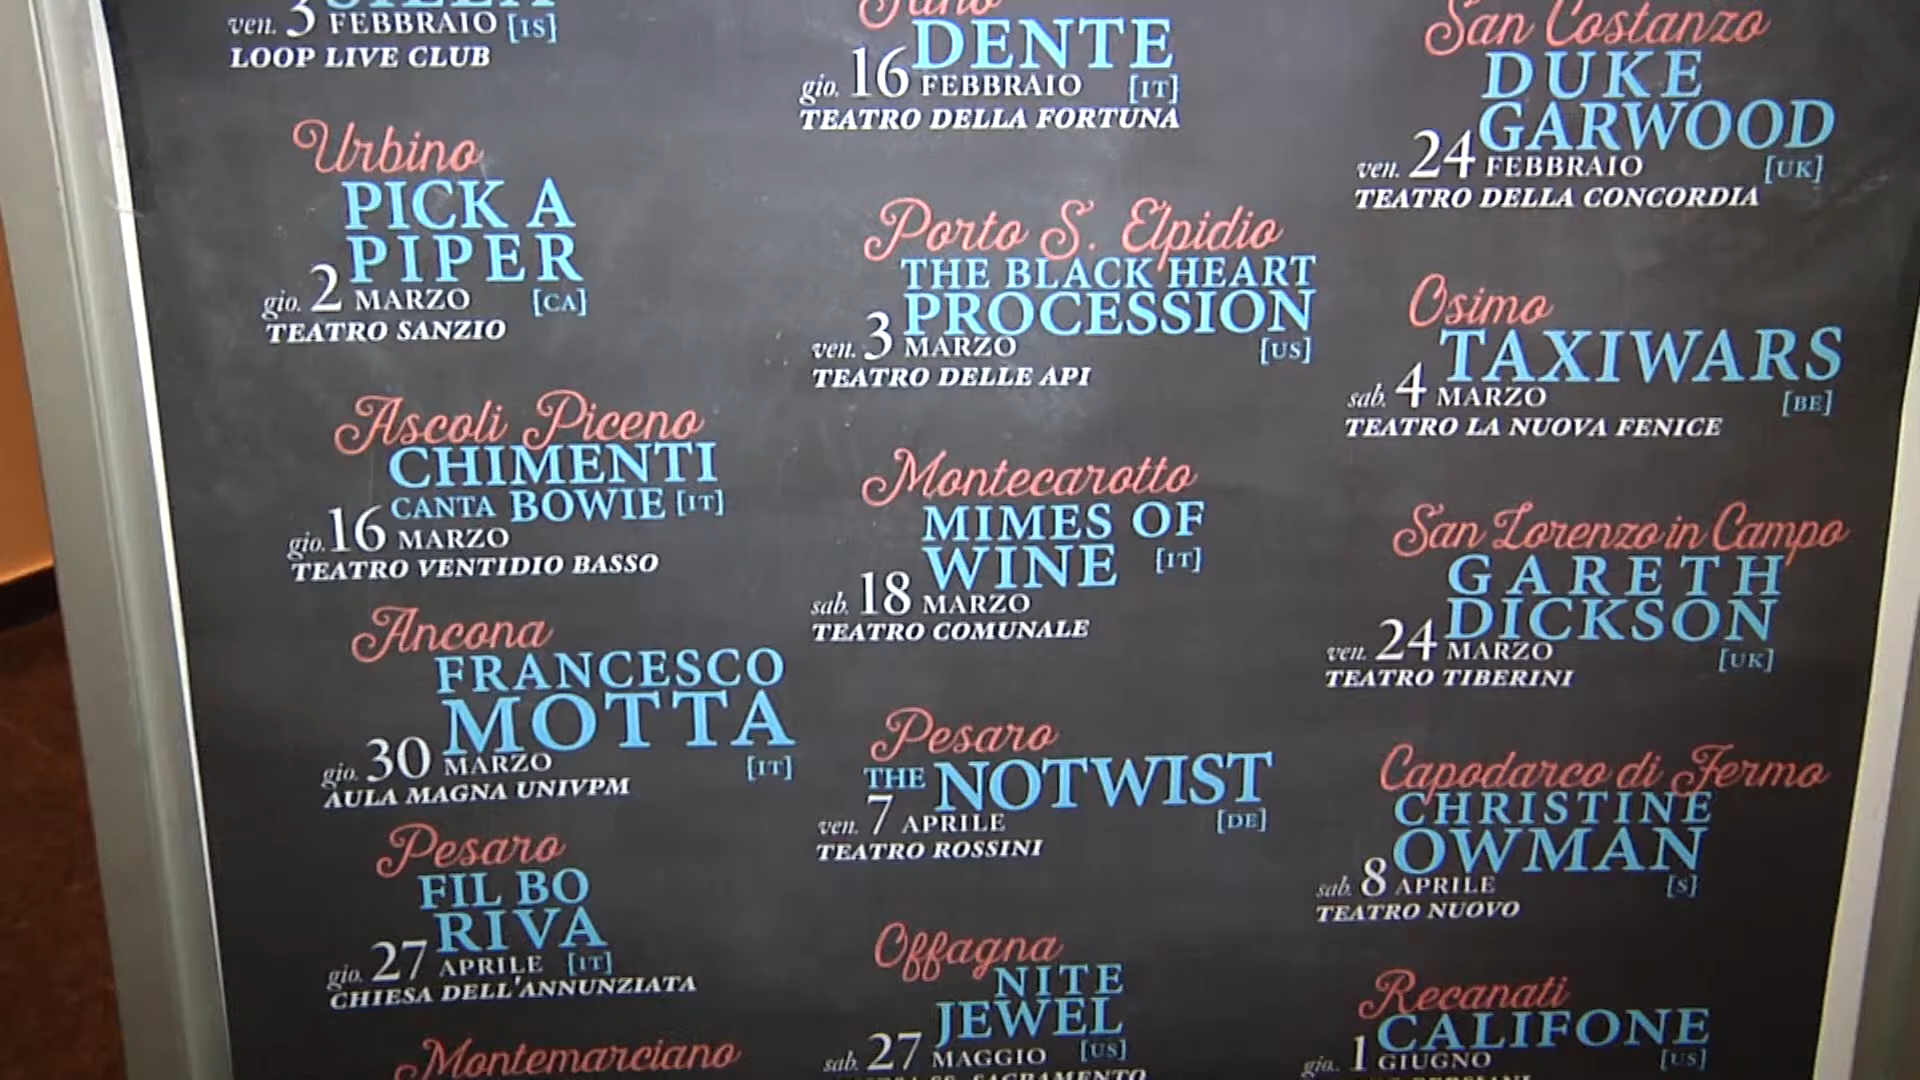 ven. 3 FEBBRAIO [IS]
LOOP LIVE CLUB
Urbino
PICK A
PIPER
gio. 2 MARZO [CA]
TEATRO SANZIO
Ascoli Piceno
CHIMENTI
CANTA BOWIE [IT]
gio. 16 MARZO
TEATRO VENTIDIO BASSO
Ancona
FRANCESCO
MOTTA
gio. 30 MARZO [IT]
AULA MAGNA UNIVPM
Pesaro
FIL BO
RIVA
gio. 27 APRILE [IT]
CHIESA DELL'ANNUNZIATA
Montemarciano
Fano
DENTE
gio. 16 FEBBRAIO [IT]
TEATRO DELLA FORTUNA
Porto S. Elpidio
THE BLACK HEART
PROCESSION
ven. 3 MARZO [US]
TEATRO DELLE API
Montecarotto
MIMES OF
WINE [IT]
sab. 18 MARZO
TEATRO COMUNALE
Pesaro
THE NOTWIST
ven. 7 APRILE [DE]
TEATRO ROSSINI
Offagna
NITE
JEWEL
sab. 27 MAGGIO [US]
SS. SACRAMENTO
San Costanzo
DUKE
GARWOOD
ven. 24 FEBBRAIO [UK]
TEATRO DELLA CONCORDIA
Osimo
TAXIWARS
sab. 4 MARZO [BE]
TEATRO LA NUOVA FENICE
San Lorenzo in Campo
GARETH
DICKSON
ven. 24 MARZO [UK]
TEATRO TIBERINI
Capodarco di Fermo
CHRISTINE
OWMAN
sab. 8 APRILE [S]
TEATRO NUOVO
Recanati
CALIFONE
gio. 1 GIUGNO [US]